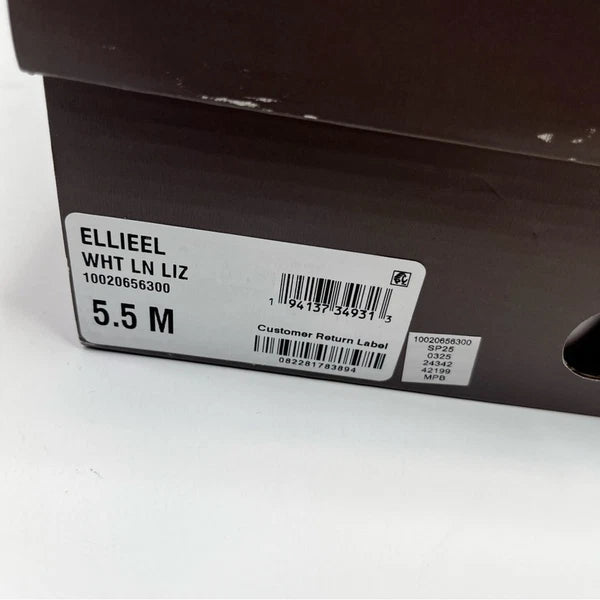 ELLIEEL
WHT LN LIZ
10020656300
5.5 M
1 94137 34931 3
Customer Return Label
082281783894
10020656300
SP25
0325
24342
42199
MPB